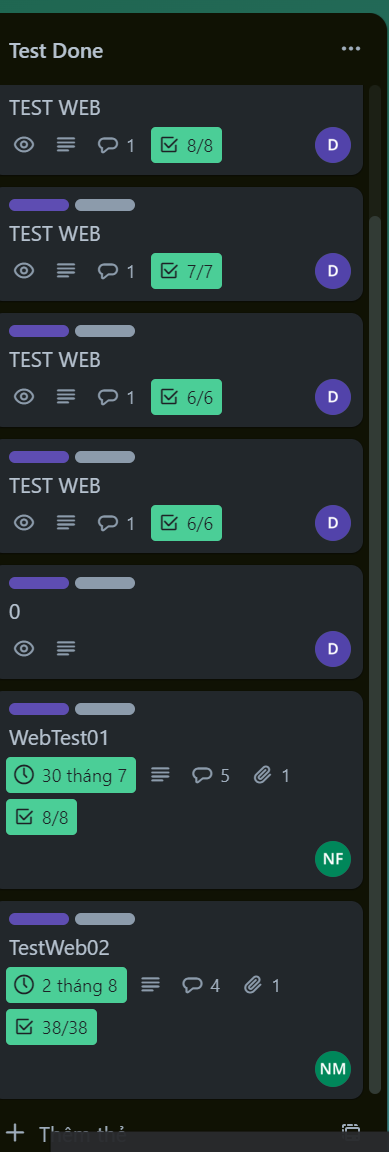 Test Done
TEST WEB
1 8/8 D
TEST WEB
1 7/7 D
TEST WEB
1 6/6 D
TEST WEB
1 6/6 D
0
D
WebTest01
30 tháng 7 5 1
8/8
NF
TestWeb02
2 tháng 8 4 1
38/38
NM
Thêm thẻ